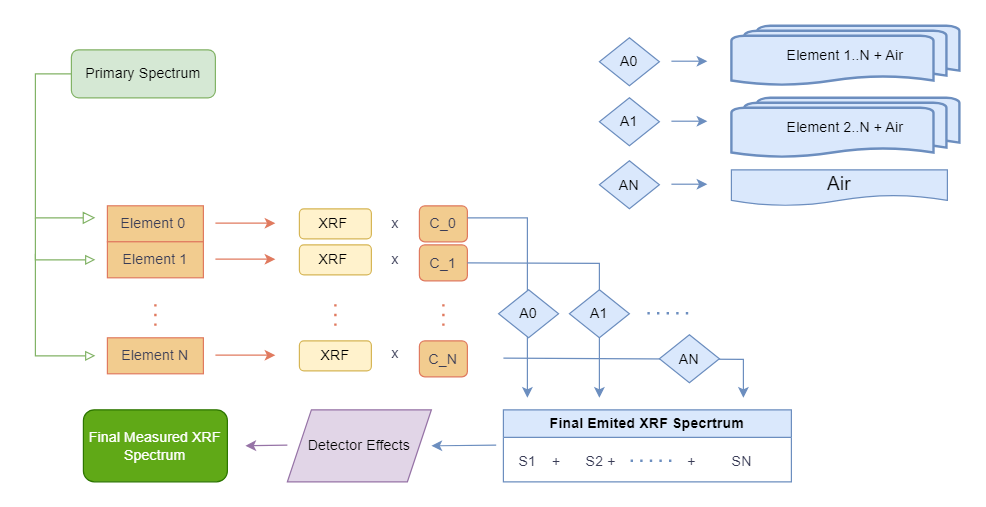 Primary Spectrum
A0
Element 1..N + Air
A1
Element 2..N + Air
AN
Air
Element 0
XRF
x
C_0
Element 1
XRF
x
C_1
A0
A1
Element N
XRF
x
C_N
AN
Final Emited XRF Specrtrum
S1 + S2 + ····· + SN
Detector Effects
Final Measured XRF
Spectrum